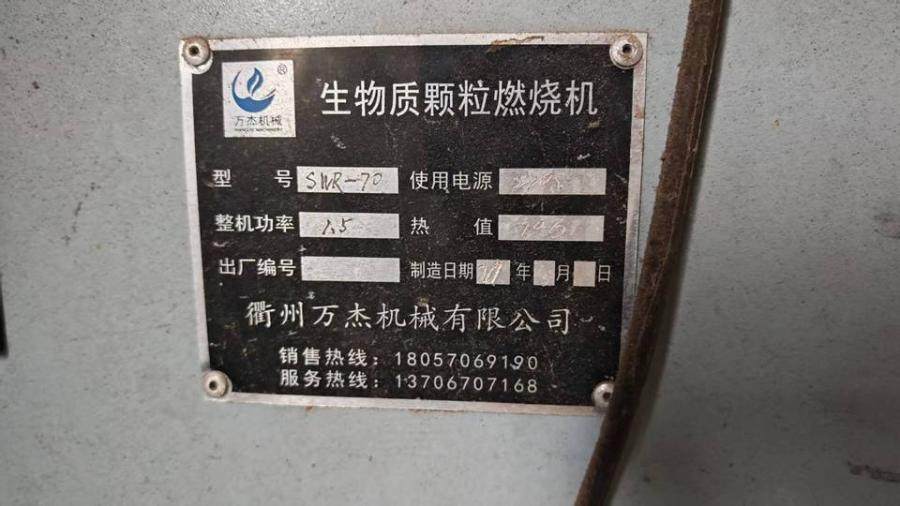 ®
万杰机械
生物质颗粒燃烧机
型 号 SWR-70 使用电源
整机功率 1.5 热 值
出厂编号 制造日期 年 月 日
衢州万杰机械有限公司
销售热线：18057069190
服务热线：13706707168